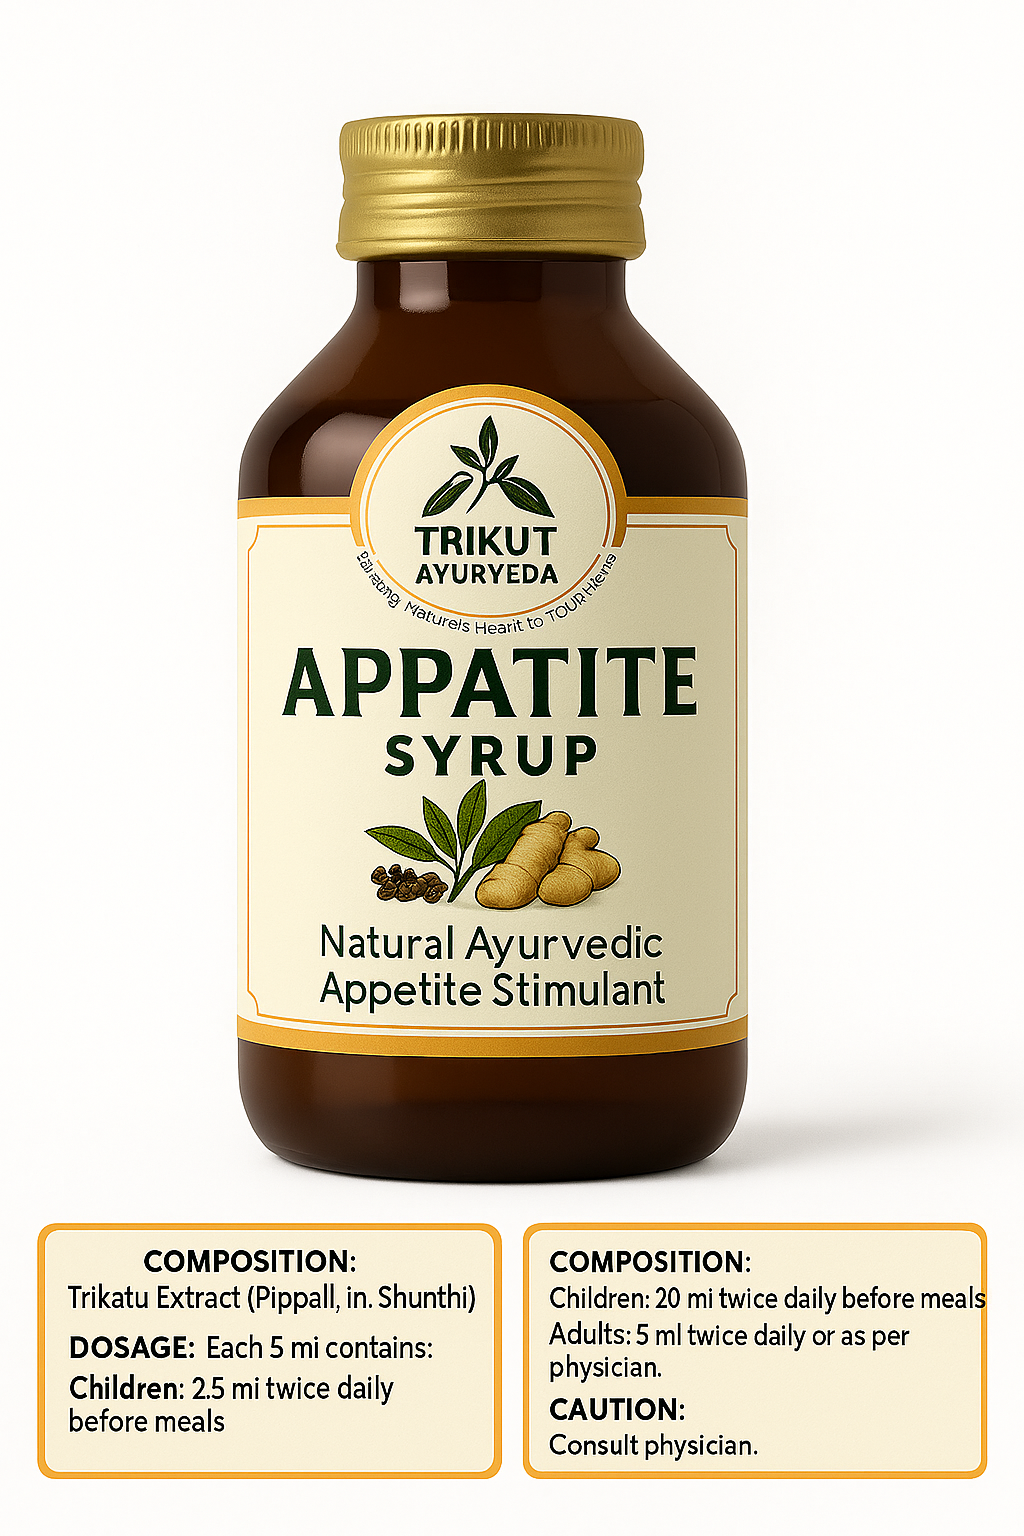 TRIKUT
AYURYEDA
Heart to TOUR
APPATITE
SYRUP
Natural Ayurvedic
Appetite Stimulant
COMPOSITION:
Trikatu Extract (Pippall, in. Shunthi)
DOSAGE: Each 5 mi contains:
Children: 2.5 mi twice daily
before meals
COMPOSITION:
Children: 20 mi twice daily before meals
Adults: 5 ml twice daily or as per
physician.
CAUTION:
Consult physician.